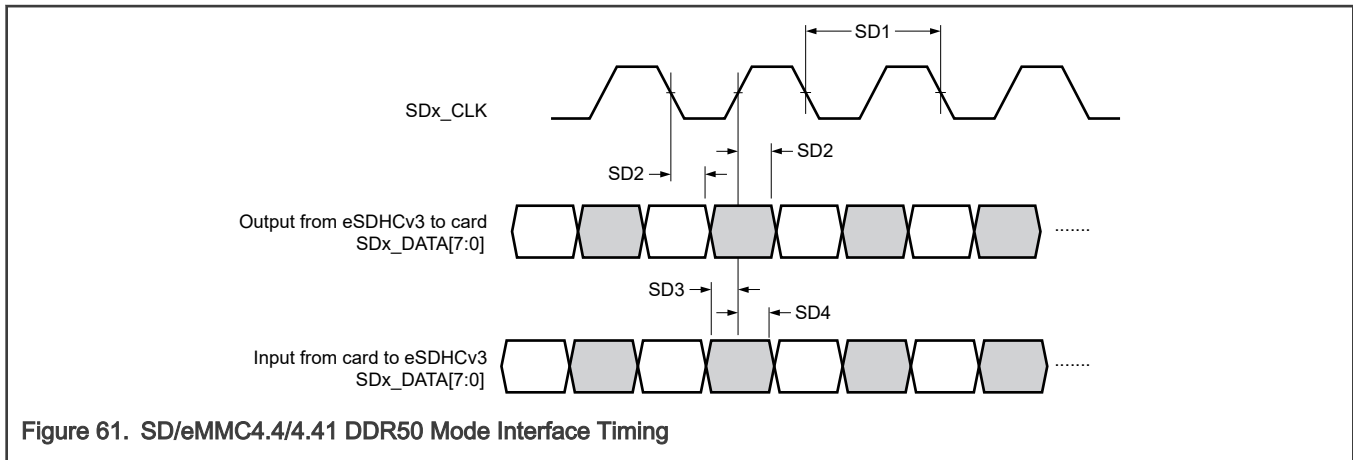 SD1
SDx_CLK
SD2
SD2
Output from eSDHCv3 to card
SDx_DATA[7:0]
.......
SD3
SD4
Input from card to eSDHCv3
SDx_DATA[7:0]
.......
Figure 61. SD/eMMC4.4/4.41 DDR50 Mode Interface Timing